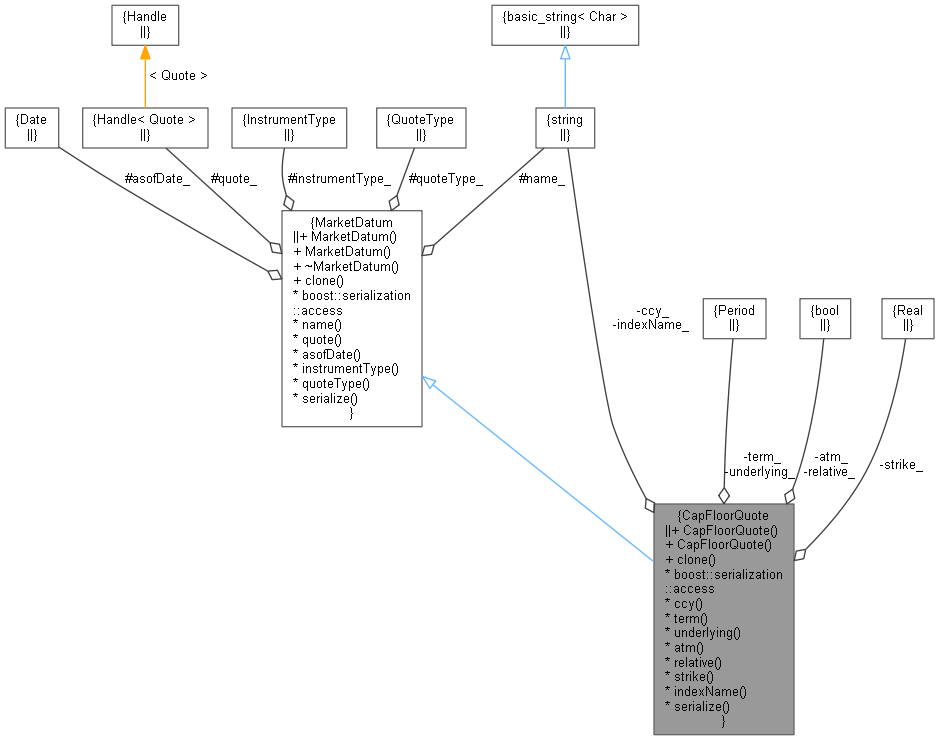 {Handle
||}
{basic_string< Char >
||}
< Quote >
{Date
||}
{Handle< Quote >
||}
{InstrumentType
||}
{QuoteType
||}
{string
||}
#asofDate_
#quote_
#instrumentType_
#quoteType_
#name_
{MarketDatum
||+ MarketDatum()
+ MarketDatum()
+ ~MarketDatum()
+ clone()
* boost::serialization
::access
* name()
* quote()
* asofDate()
* instrumentType()
* quoteType()
* serialize()
}
-ccy_
-indexName_
{Period
||}
{bool
||}
{Real
||}
-term_
-underlying_
-atm_
-relative_
-strike_
{CapFloorQuote
||+ CapFloorQuote()
+ CapFloorQuote()
+ clone()
* boost::serialization
::access
* ccy()
* term()
* underlying()
* atm()
* relative()
* strike()
* indexName()
* serialize()
}